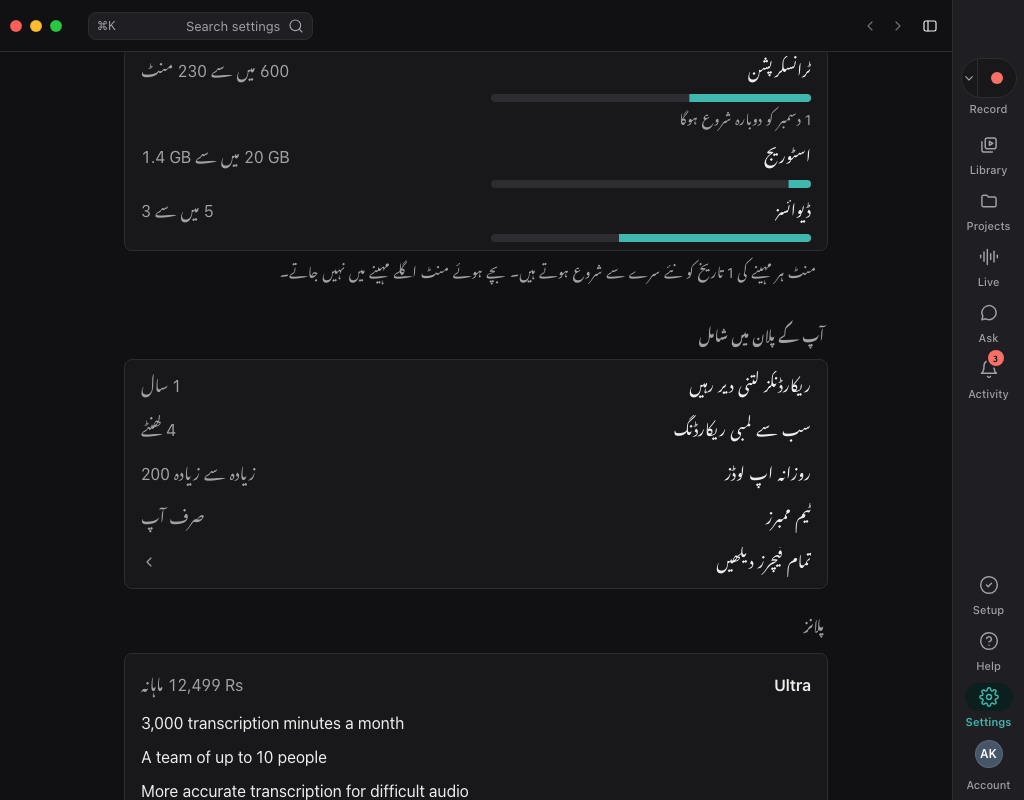 ⌘K Search settings
ٹرانسکرپشن
600 میں سے 230 منٹ
1 دسمبر کو دوبارہ شروع ہوگا
اسٹوریج
20 GB میں سے 1.4 GB
ڈیوائسز
5 میں سے 3
منٹ ہر مہینے کی 1 تاریخ کو نئے سرے سے شروع ہوتے ہیں۔ بچے ہوئے منٹ اگلے مہینے میں نہیں جاتے۔
آپ کے پلان میں شامل
ریکارڈنگز کتنی دیر رہیں
1 سال
سب سے لمبی ریکارڈنگ
4 گھنٹے
روزانہ اپ لوڈز
زیادہ سے زیادہ 200
ٹیم ممبرز
صرف آپ
تمام فیچرز دیکھیں
پلانز
Ultra
12,499 Rs ماہانہ
3,000 transcription minutes a month
A team of up to 10 people
More accurate transcription for difficult audio
Record
Library
Projects
Live
Ask
3
Activity
Setup
Help
Settings
AK
Account